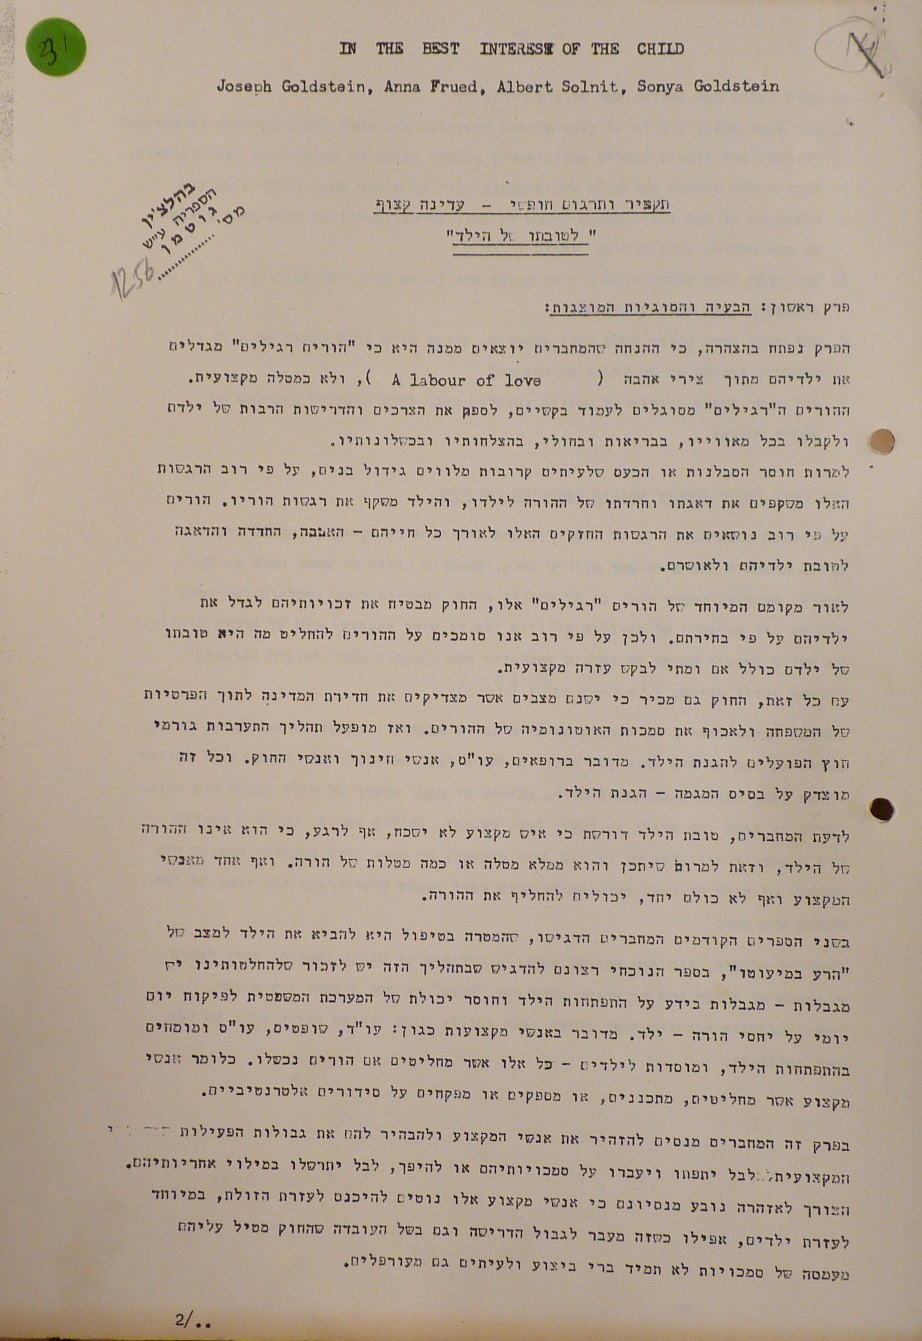 23.1
IN THE BEST INTEREST OF THE CHILD
Joseph Goldstein, Anna Frued, Albert Solnit, Sonya Goldstein
בהלצ'ין
הספריה ע"ש
גוטמן
מס'
1256
תקציר ותרגום חופשי - עדינה קצוף
"לטובתו של הילד"
פרק ראשון: הבעיה והסוגיות המוצגות:
הפרק נפתח בהצהרה, כי ההנחה שהמחברים יוצאים ממנה היא כי "הורים רגילים" מגדלים
את ילדיהם מתוך צירי אהבה ( A labour of love ), ולא כמטלה מקצועית.
ההורים ה"רגילים" מסוגלים לעמוד בקשיים, לספק את הצרכים והדרישות הרבות של ילדם
ולקבלו בכל מאווייו, בבריאות ובחולי, בהצלחותיו ובכשלונותיו.
למרות חוסר הסבלנות או הכעס שלעיתים קרובות מלווים גידול בנים, על פי רוב הרגשות
האלו משקפים את דאגתו וחרדתו של ההורה לילדו, והילד משקף את רגשות הוריו. הורים
על פי רוב נושאים את הרגשות החזקים האלו לאורך כל חייהם - האהבה, החדדה והדאגה
לטובת ילדיהם ולאושרם.
לאור מקומם המיוחד של הורים "רגילים" אלו, החוק מבטיח את זכויותיהם לגדל את
ילדיהם על פי בחירתם. ולכן על פי רוב אנו סומכים על ההורים להחליט מה היא טובתו
של ילדם כולל אם ומתי לבקש עזרה מקצועית.
עם כל זאת, החוק גם מכיר כי ישנם מצבים אשר מצדיקים את חדירת המדינה לתוך הפרטיות
של המשפחה ולאכוף את סמכות האוטונומיה של ההורים. ואז מופעל תהליך התערבות גורמי
חוץ הפועלים להגנת הילד. מדובר ברופאים, עו"ס, אנשי חינוך ואנשי החוק. וכל זה
מוצדק על בסיס המגמה - הגנת הילד.
לדעת המחברים, טובת הילד דורשת כי איש מקצוע לא ישכח, אף לרגע, כי הוא אינו ההורה
של הילד, וזאת למרות שיתכן והוא ממלא מטלה או כמה מטלות של הורה. ואף אחד מאנשי
המקצוע ואף לא כולם יחד, יכולים להחליף את ההורה.
בשני הספרים הקודמים המחברים הדגישו, שהמטרה בטיפול היא להביא את הילד למצב של
"הרע במיעוטו", בספר הנוכחי רצונם להדגיש שבתהליך הזה יש לזכור שלהחלטותינו יש
מגבלות - מגבלות בידע על התפתחות הילד וחוסר יכולת של המערכת המשפטית לפיקוח יום
יומי על יחסי הורה - ילד. מדובר באנשי מקצועות כגון: עו"ד, שופטים, עו"ס ומומחים
בהתפתחות הילד, ומוסדות לילדים - כל אלו אשר מחליטים אם הורים נכשלו. כלומר אנשי
מקצוע אשר מחליטים, מתכננים, או מספקים או מפקחים על סידורים אלטרנטיביים.
בפרק זה המחברים מנסים להזהיר את אנשי המקצוע ולהבהיר להם את גבולות הפעילות
המקצועית לבל יתפתו ויעברו על סמכויותיהם או להיפך, לבל יתרשלו במילוי אחריותיהם.
הצורך לאזהרה נובע מנסיונם כי אנשי מקצוע אלו נוטים להיכנס לעזרת הזולת, במיוחד
לעזרת ילדים, אפילו כשזה מעבר לגבול הדרישה וגם בשל העובדה שהחוק מטיל עליהם
מעמסה של סמכויות לא תמיד ברי ביצוע ולעיתים גם מעורפלים.
2/..